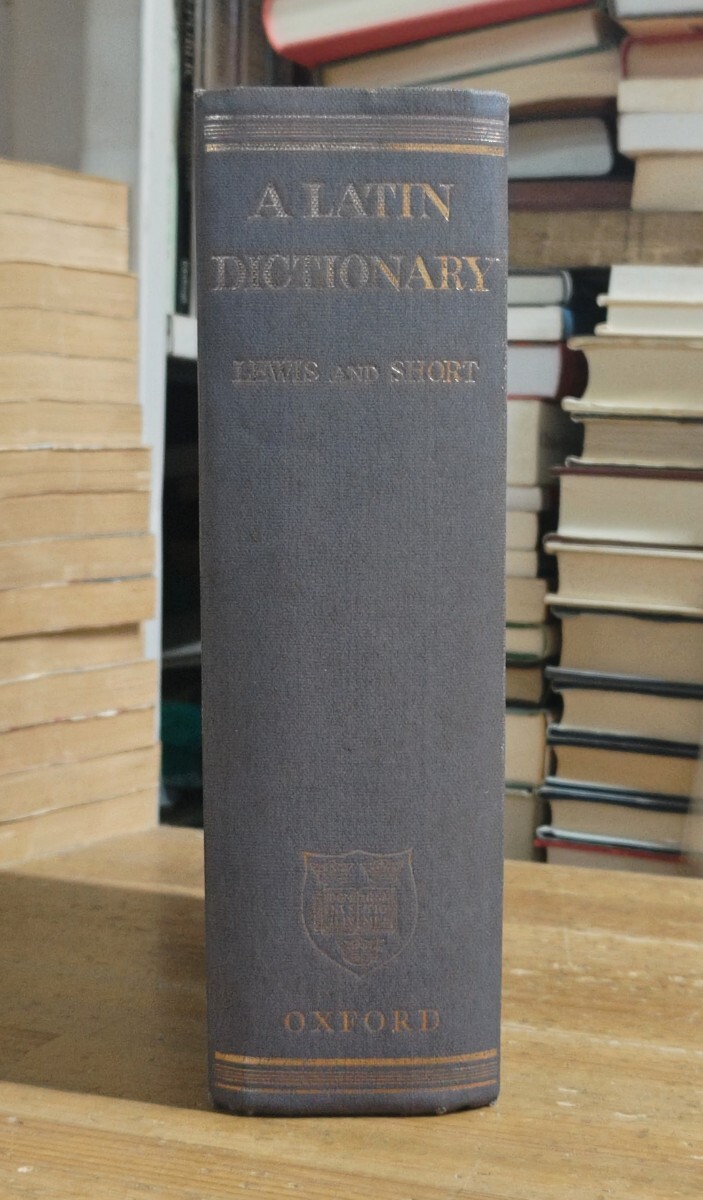 A LATIN
DICTIONARY
LEWIS AND SHORT
OXFORD